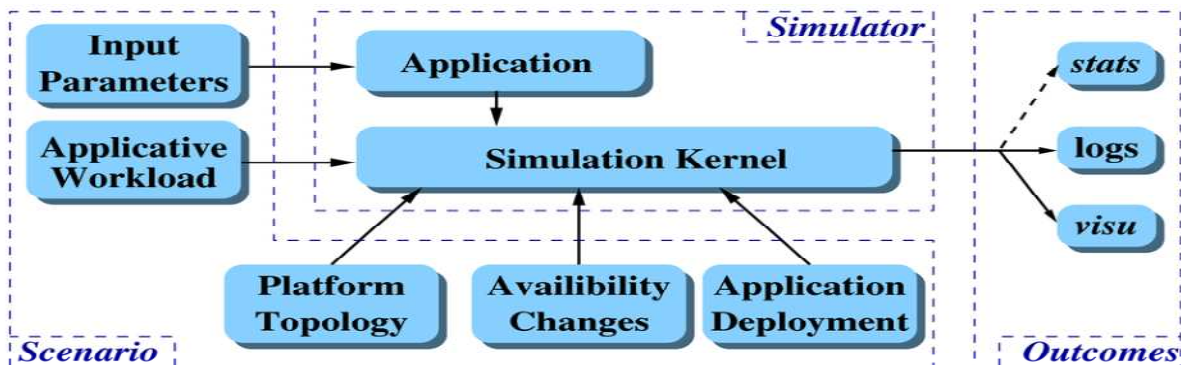 Input
Parameters
Applicative
Workload
Application
Simulator
Simulation Kernel
Platform
Topology
Availibility
Changes
Application
Deployment
Scenario
stats
logs
visu
Outcomes